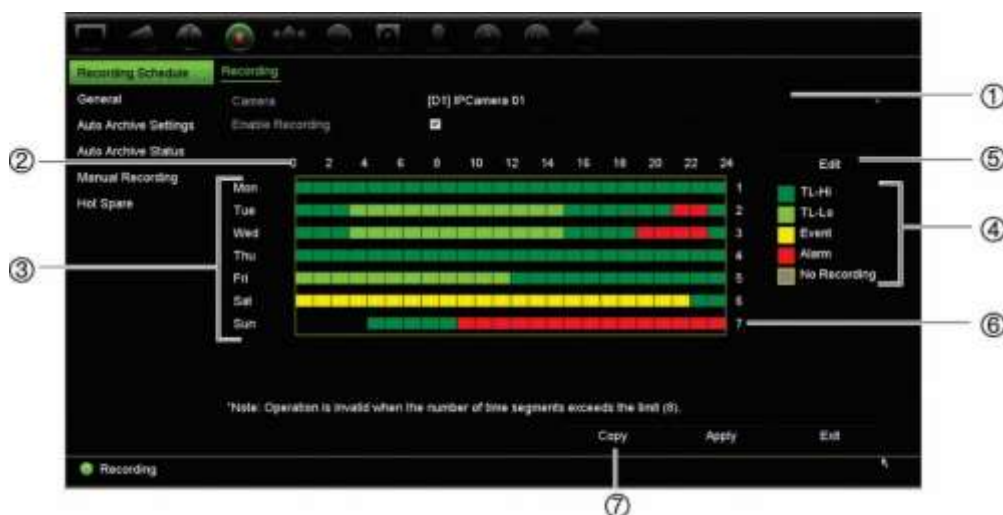 Recording Schedule
Recording
General
Camera
[D1] IPCamera 01
①
Auto Archive Settings
Enable Recording
Auto Archive Status
②
0 2 4 6 8 10 12 14 16 18 20 22 24
Edit
⑤
Manual Recording
Hot Spare
③
Mon 1
Tue 2
Wed 3
Thu 4
Fri 5
Sat 6
Sun 7
TL-Hi
TL-Lo
Event
Alarm
No Recording
④
⑥
*Note: Operation is invalid when the number of time segments exceeds the limit (8).
Copy
Apply
Exit
Recording
⑦